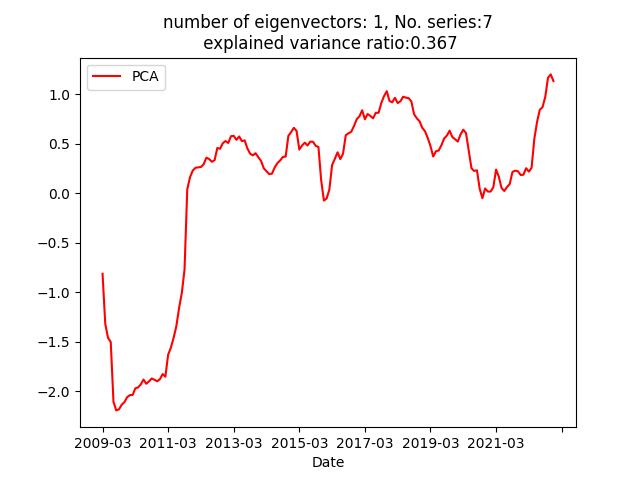 number of eigenvectors: 1, No. series:7
explained variance ratio:0.367
PCA
1.0
0.5
0.0
−0.5
−1.0
−1.5
−2.0
2009-03 2011-03 2013-03 2015-03 2017-03 2019-03 2021-03
Date